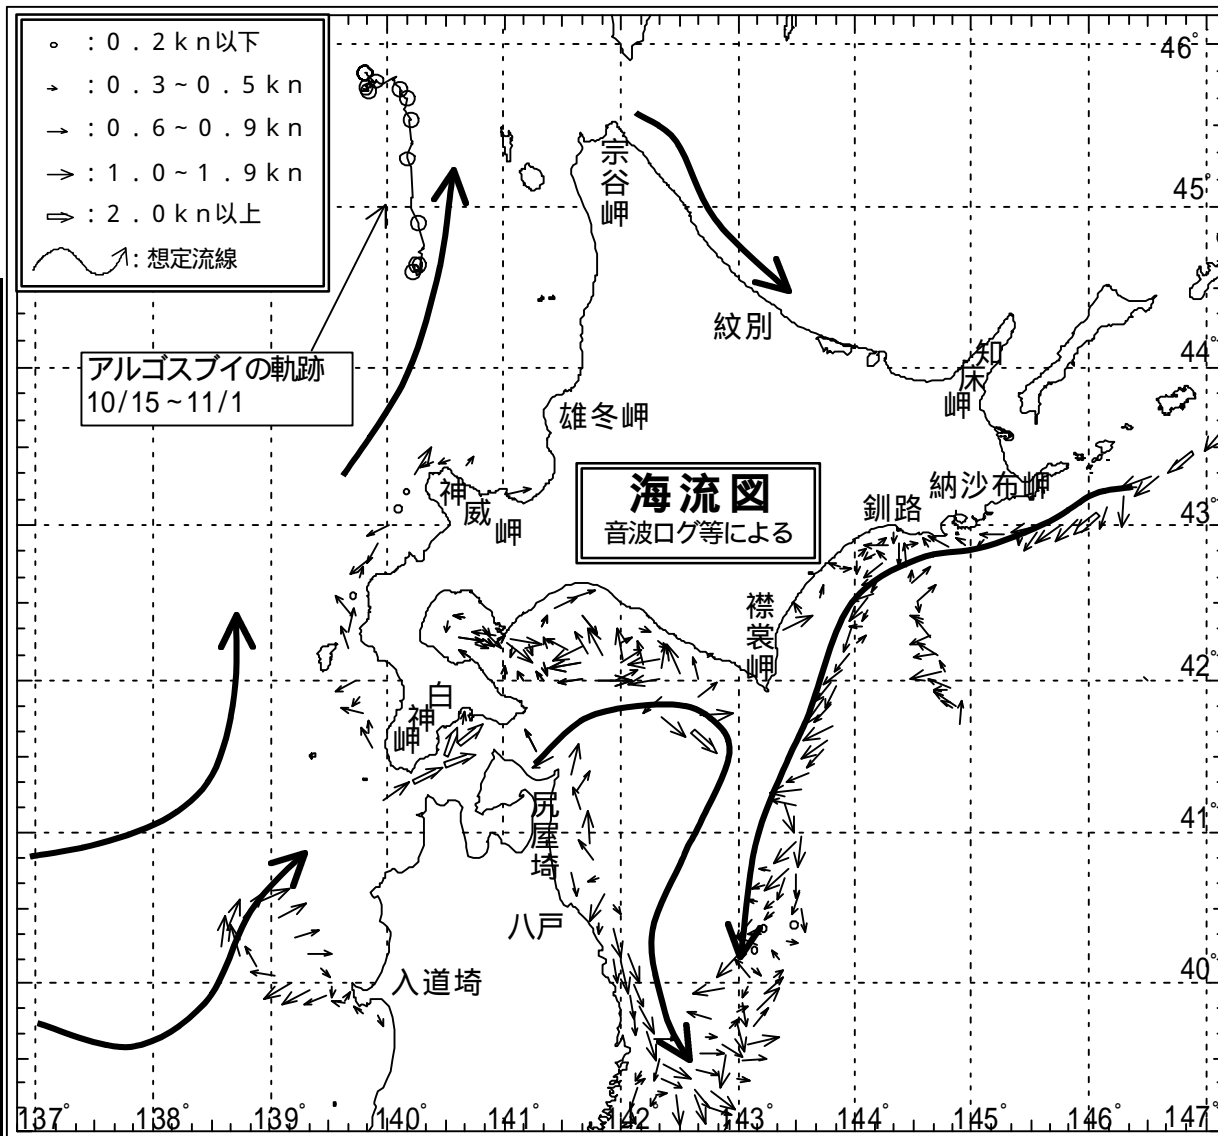 ：0．2ｋｎ以下
：0．3~0．5ｋｎ
：0．6~0．9ｋｎ
：1．0~1．9ｋｎ
：2．0ｋｎ以上
：想定流線
アルゴスブイの軌跡
10/15~11/1
海流図
音波ログ等による
宗谷岬
紋別
知床岬
雄冬岬
納沙布岬
釧路
神威岬
襟裳岬
白神岬
尻屋埼
八戸
入道埼
46°
45°
44°
43°
42°
41°
40°
137° 138° 139° 140° 141° 142° 143° 144° 145° 146° 147°